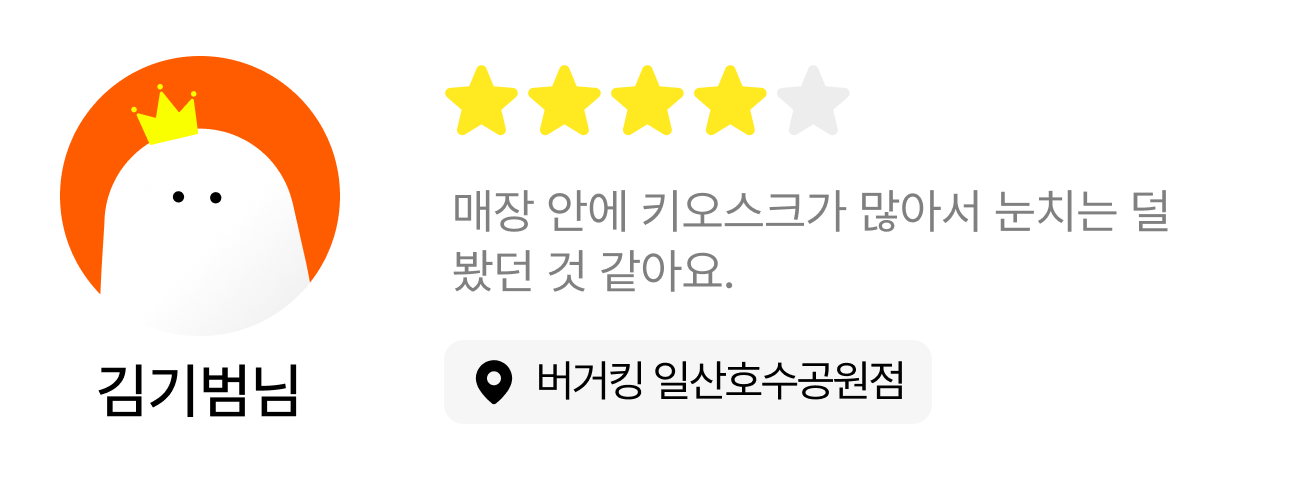 매장 안에 키오스크가 많아서 눈치는 덜
봤던 것 같아요.
김기범님
버거킹 일산호수공원점